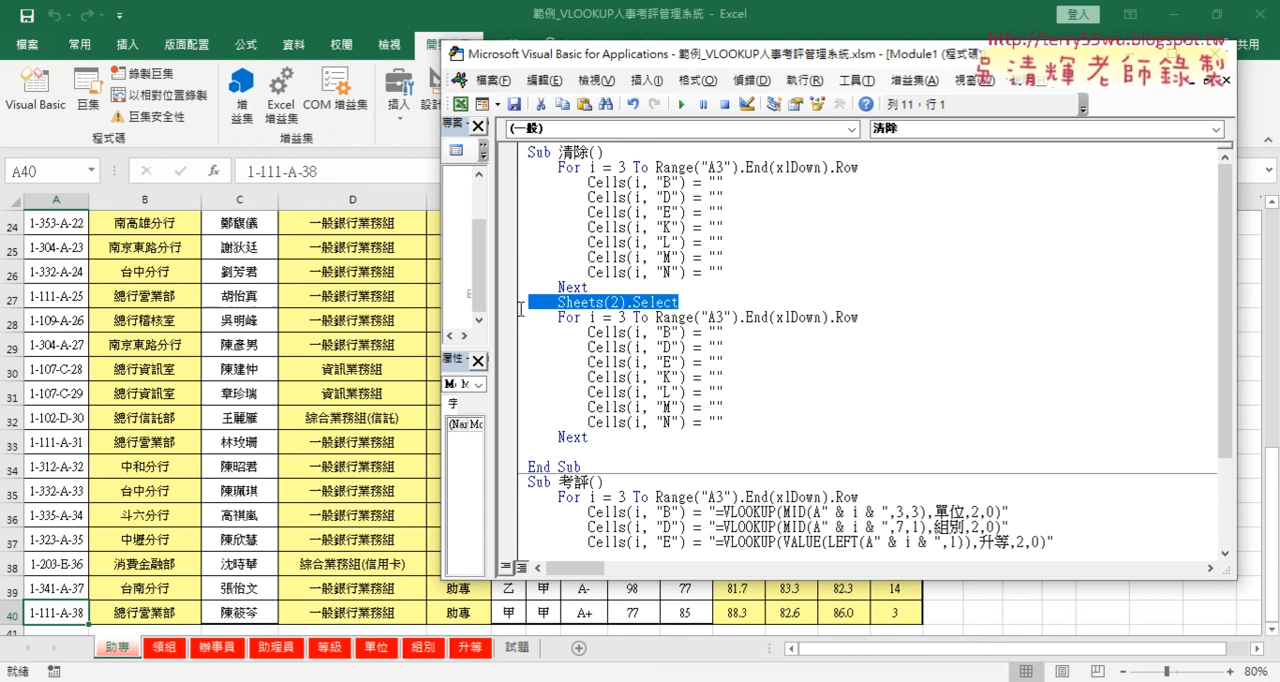 範例_VLOOKUP人事考評管理系統 - Excel
登入
檔案 常用 插入 版面配置 公式 資料 校閱 檢視
共用
http://terry55wu.blogspot.tw
吳清輝老師錄製
Visual Basic 巨集 錄製巨集 以相對位置錄製 巨集安全性
程式碼
增益集 Excel 增益集 COM 增益集
增益集
插入
A40 1-111-A-38
Microsoft Visual Basic for Applications - 範例_VLOOKUP人事考評管理系統.xlsm - [Module1 (程式碼)
檔案(F) 編輯(E) 檢視(V) 插入(I) 格式(O) 偵錯(D) 執行(R) 工具(T) 增益集(A)
列 11，行 1
專案 -
屬性 -
(一般) 清除
Sub 清除()
For i = 3 To Range("A3").End(xlDown).Row
Cells(i, "B") = ""
Cells(i, "D") = ""
Cells(i, "E") = ""
Cells(i, "K") = ""
Cells(i, "L") = ""
Cells(i, "M") = ""
Cells(i, "N") = ""
Next
Sheets(2).Select
For i = 3 To Range("A3").End(xlDown).Row
Cells(i, "B") = ""
Cells(i, "D") = ""
Cells(i, "E") = ""
Cells(i, "K") = ""
Cells(i, "L") = ""
Cells(i, "M") = ""
Cells(i, "N") = ""
Next
End Sub
Sub 考評()
For i = 3 To Range("A3").End(xlDown).Row
Cells(i, "B") = "=VLOOKUP(MID(A" & i & ",3,3),單位,2,0)"
Cells(i, "D") = "=VLOOKUP(MID(A" & i & ",7,1),組別,2,0)"
Cells(i, "E") = "=VLOOKUP(VALUE(LEFT(A" & i & ",1)),升等,2,0)"
A B C D
24 1-353-A-22 南高雄分行 鄭馥儀 一般銀行業務組
25 1-304-A-23 南京東路分行 謝狄廷 一般銀行業務組
26 1-332-A-24 台中分行 劉芳君 一般銀行業務組
27 1-111-A-25 總行營業部 胡怡真 一般銀行業務組
28 1-109-A-26 總行稽核室 吳明峰 一般銀行業務組
29 1-304-A-27 南京東路分行 陳彥男 一般銀行業務組
30 1-107-C-28 總行資訊室 陳建仲 資訊業務組
31 1-107-C-29 總行資訊室 章珍瑞 資訊業務組
32 1-102-D-30 總行信託部 王麗雁 綜合業務組(信託)
33 1-111-A-31 總行營業部 林玫珊 一般銀行業務組
34 1-312-A-32 中和分行 陳昭君 一般銀行業務組
35 1-332-A-33 台中分行 陳珮琪 一般銀行業務組
36 1-335-A-34 斗六分行 高祺嵐 一般銀行業務組
37 1-323-A-35 中壢分行 陳欣慧 一般銀行業務組
38 1-203-E-36 消費金融部 沈時華 綜合業務組(信用卡)
39 1-341-A-37 台南分行 張怡文 一般銀行業務組 助專 乙 甲 A- 98 77 81.7 83.3 82.3 14
40 1-111-A-38 總行營業部 陳筱苓 一般銀行業務組 助專 甲 甲 A+ 77 85 88.3 82.6 86.0 3
助專 領組 辦事員 助理員 等級 單位 組別 升等 試題
就緒
80%